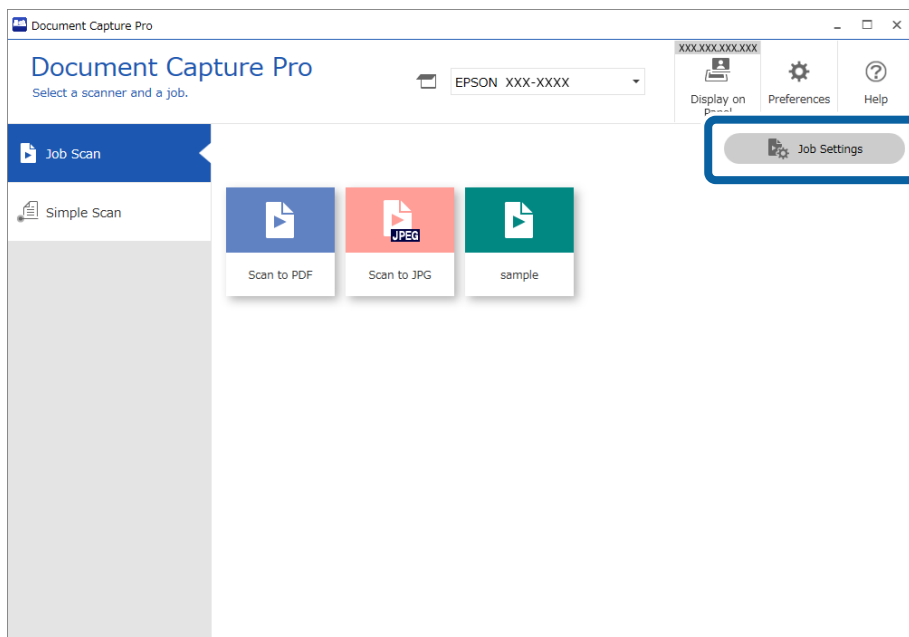 Document Capture Pro
Document Capture Pro
Select a scanner and a job.
EPSON XXX-XXXX
XXX.XXX.XXX.XXX
Display on
Panel
Preferences
Help
Job Scan
Job Settings
Simple Scan
JPEG
Scan to PDF
Scan to JPG
sample